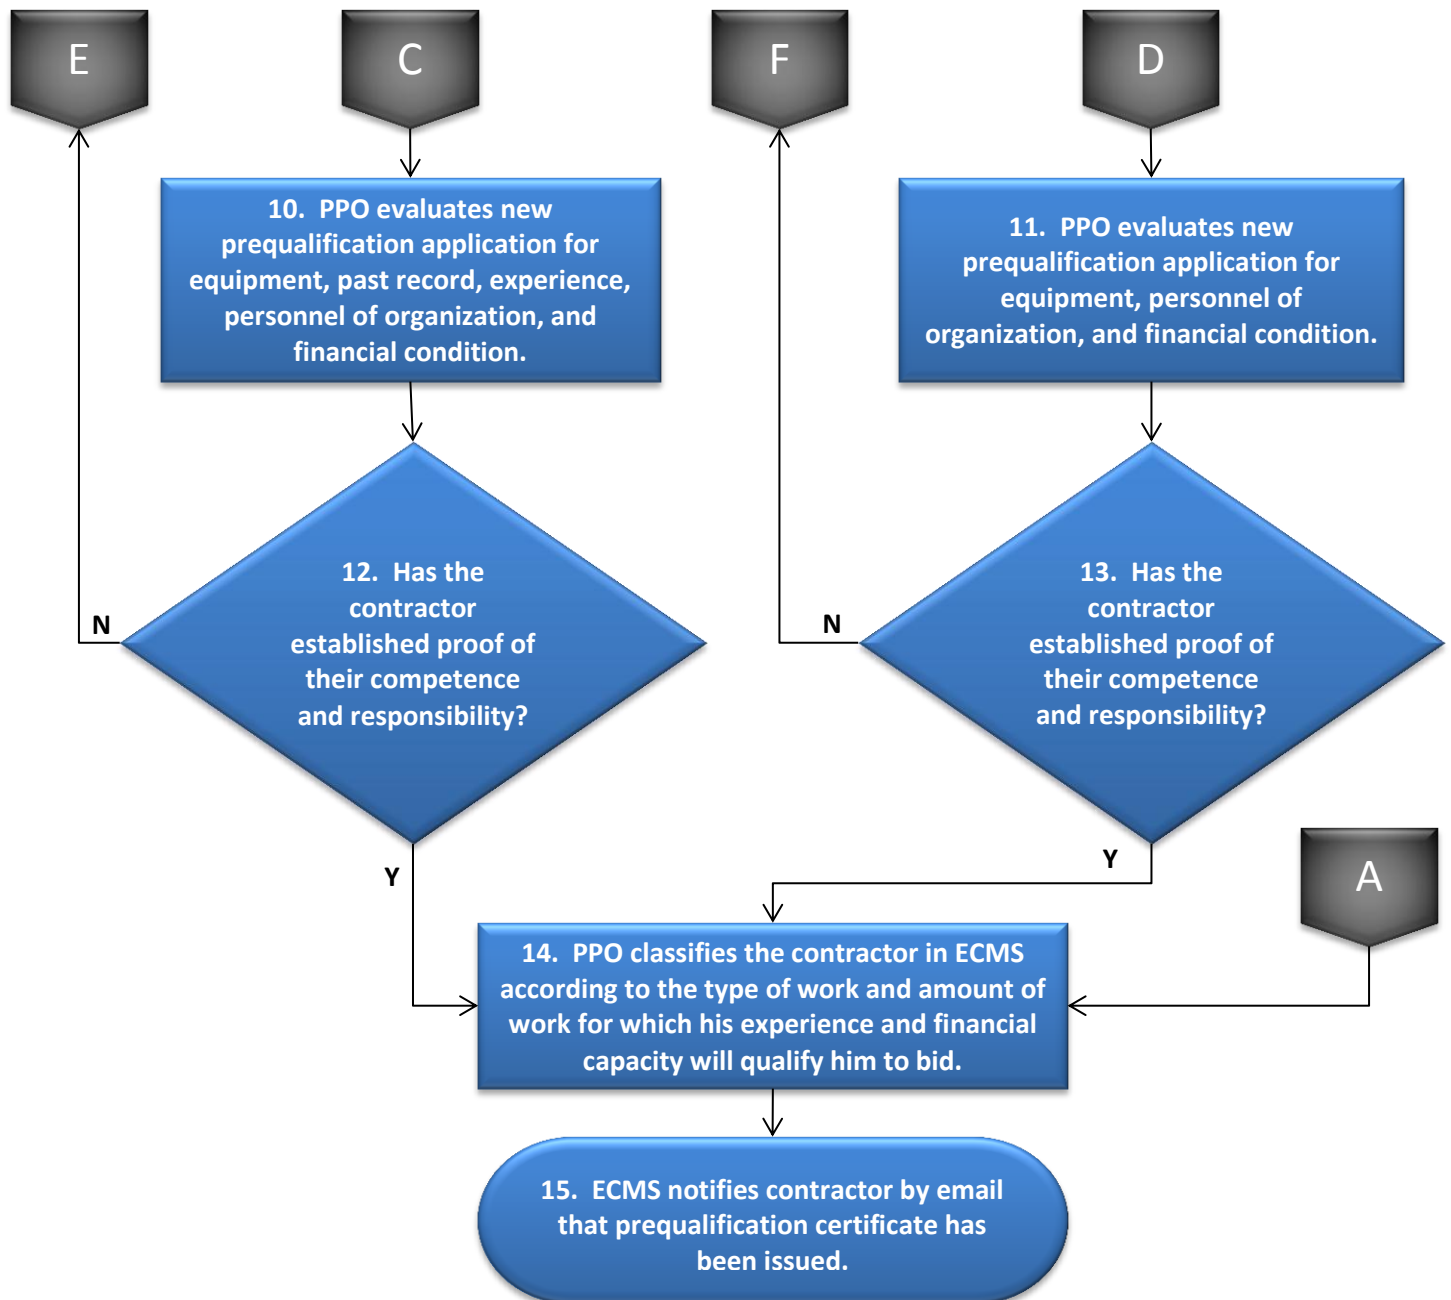 E
C
F
D
10. PPO evaluates new
prequalification application for
equipment, past record, experience,
personnel of organization, and
financial condition.
11. PPO evaluates new
prequalification application for
equipment, personnel of
organization, and financial condition.
12. Has the
contractor
established proof of
their competence
and responsibility?
N
13. Has the
contractor
established proof of
their competence
and responsibility?
N
Y
Y
A
14. PPO classifies the contractor in ECMS
according to the type of work and amount of
work for which his experience and financial
capacity will qualify him to bid.
15. ECMS notifies contractor by email
that prequalification certificate has
been issued.